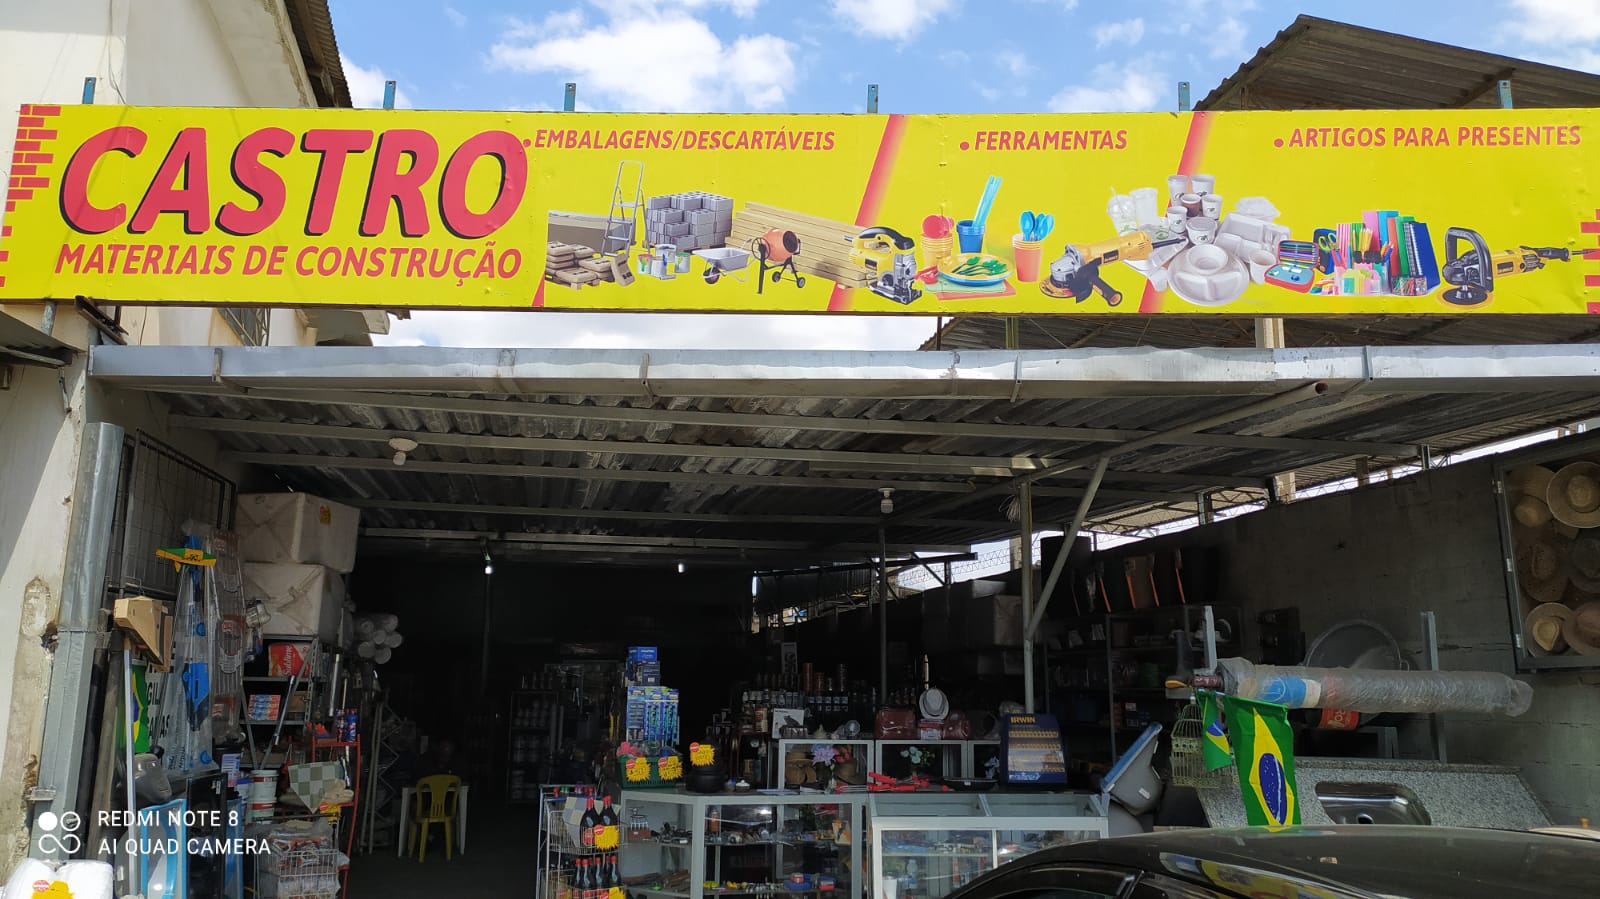 CASTRO
MATERIAIS DE CONSTRUÇÃO
•EMBALAGENS/DESCARTÁVEIS
•FERRAMENTAS
•ARTIGOS PARA PRESENTES
IRWIN
REDMI NOTE 8
AI QUAD CAMERA